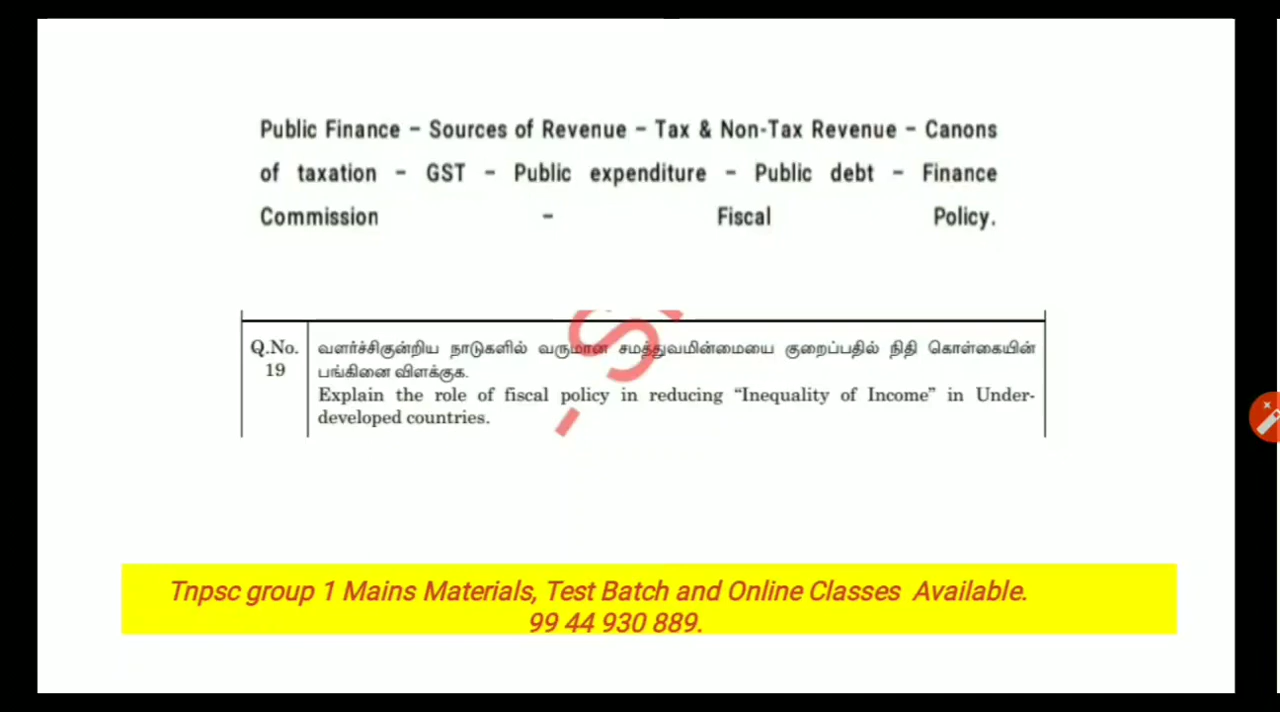 Public Finance – Sources of Revenue – Tax & Non-Tax Revenue – Canons
of taxation – GST – Public expenditure – Public debt – Finance
Commission – Fiscal Policy.
Q.No. வளர்ச்சிகுன்றிய நாடுகளில் வருமான சமத்துவமின்மையை குறைப்பதில் நிதி கொள்கையின்
19 பங்கினை விளக்குக.
Explain the role of fiscal policy in reducing “Inequality of Income” in Under-
developed countries.
Tnpsc group 1 Mains Materials, Test Batch and Online Classes Available.
99 44 930 889.